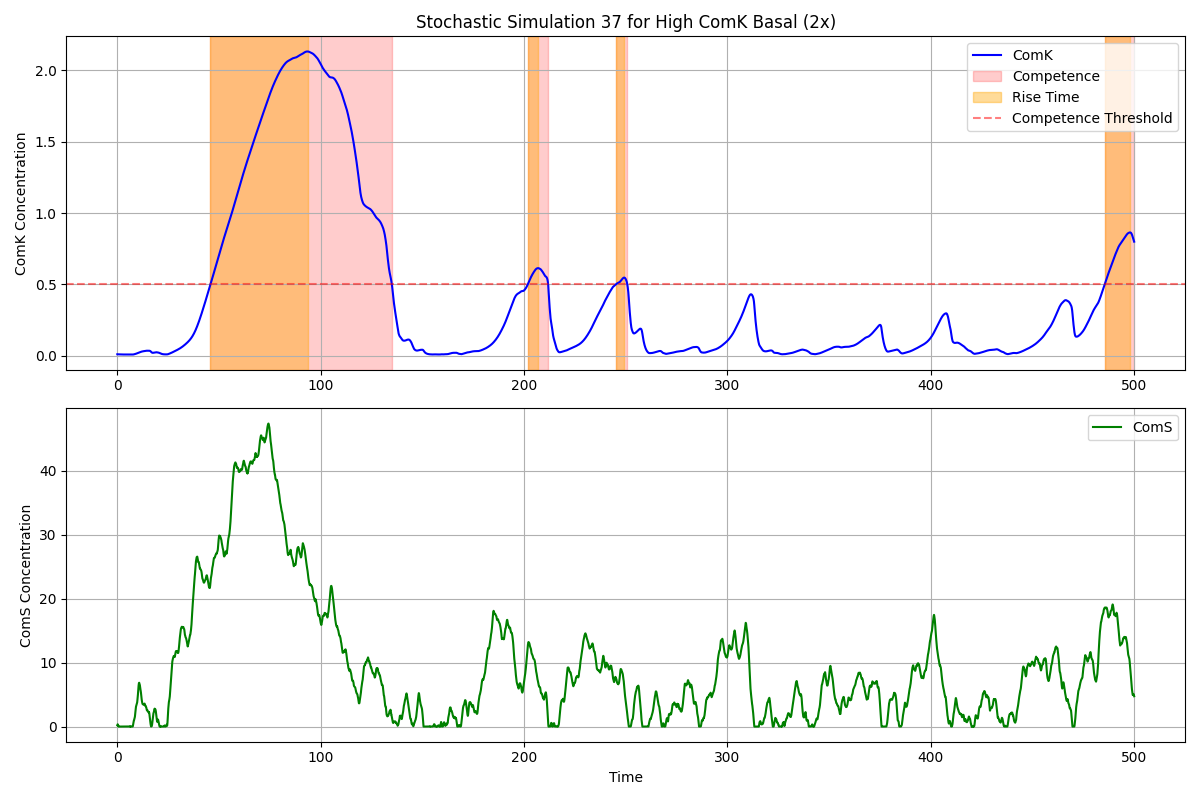 Stochastic Simulation 37 for High ComK Basal (2x)
ComK Concentration
2.0
1.5
1.0
0.5
0.0
ComK
Competence
Rise Time
Competence Threshold
0 100 200 300 400 500
ComS Concentration
40
30
20
10
0
ComS
0 100 200 300 400 500
Time